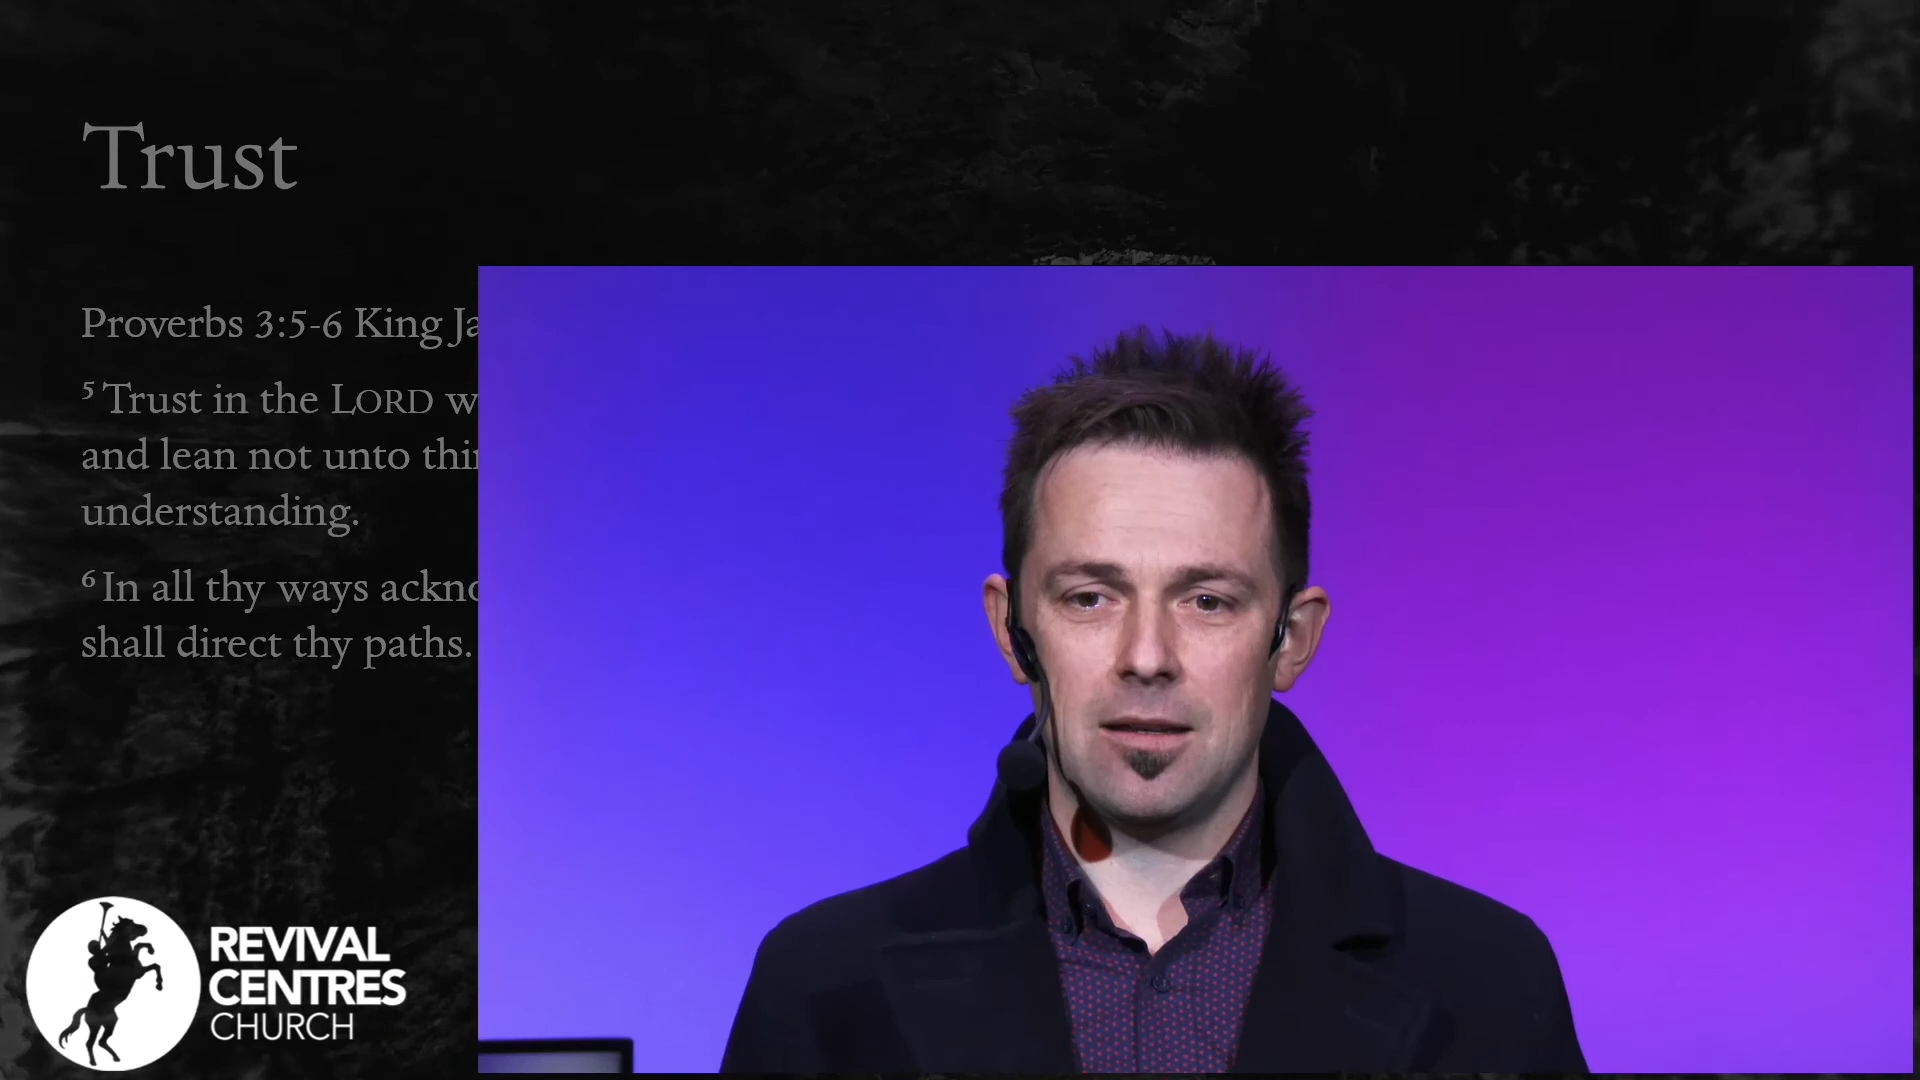 Trust
Proverbs 3:5-6 King Ja
⁵ Trust in the LORD w
and lean not unto thi
understanding.
⁶ In all thy ways ackno
shall direct thy paths.
REVIVAL
CENTRES
CHURCH